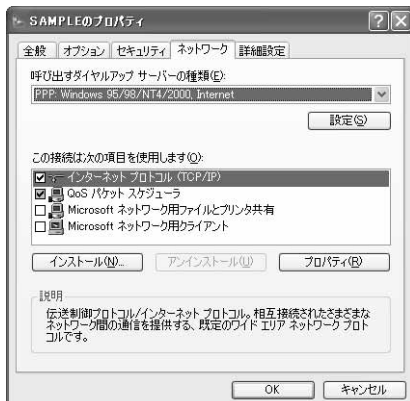 SAMPLEのプロパティ
全般 オプション セキュリティ ネットワーク 詳細設定
呼び出すダイヤルアップ サーバーの種類(E):
PPP: Windows 95/98/NT4/2000, Internet
設定(S)
この接続は次の項目を使用します(O):
インターネット プロトコル (TCP/IP)
QoS パケット スケジューラ
Microsoft ネットワーク用ファイルとプリンタ共有
Microsoft ネットワーク用クライアント
インストール(N)... アンインストール(U) プロパティ(R)
説明
伝送制御プロトコル/インターネット プロトコル。相互接続されたさまざまな
ネットワーク間の通信を提供する、既定のワイド エリア ネットワーク プロト
コルです。
OK キャンセル